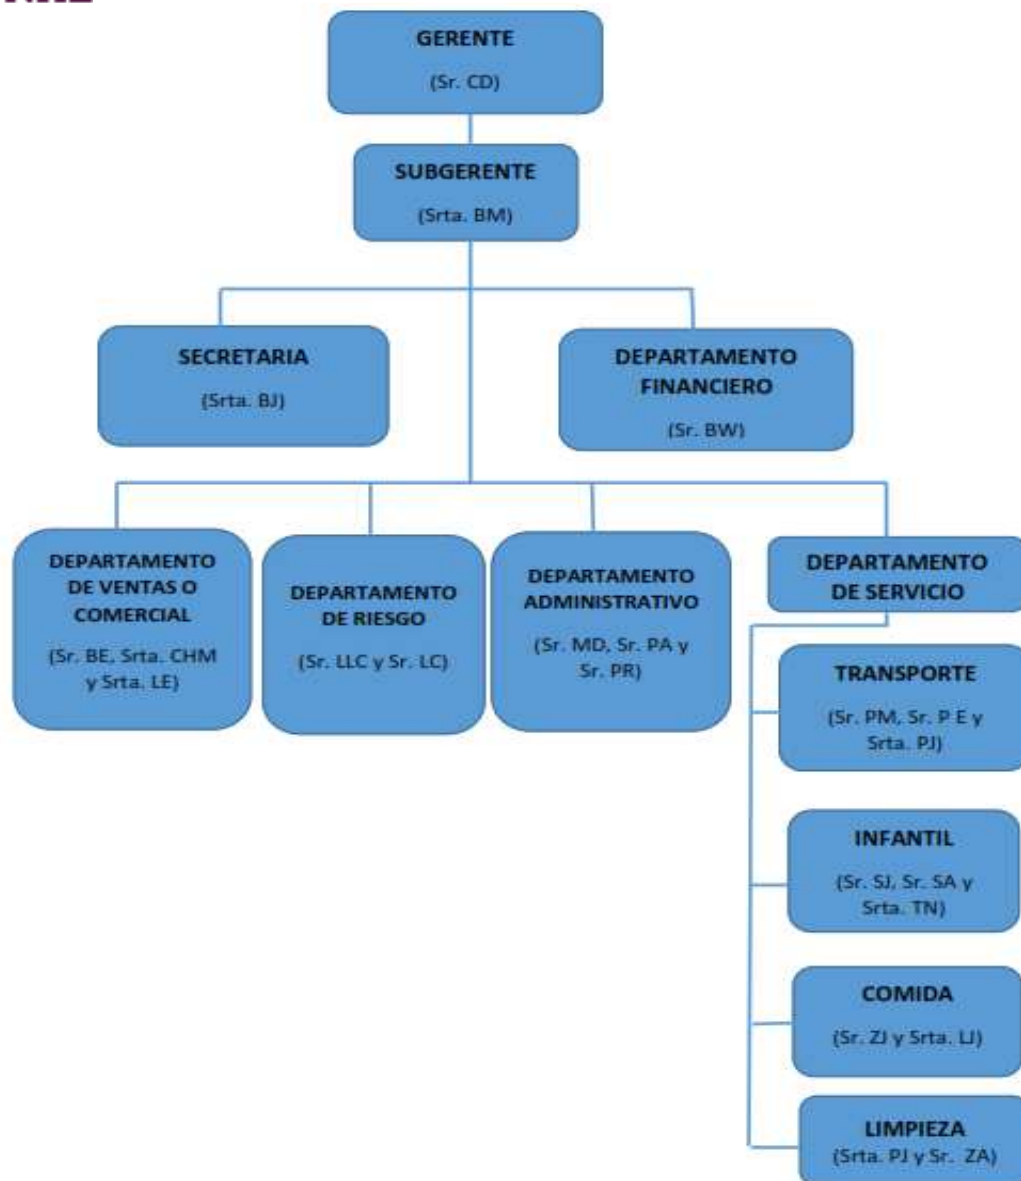 GERENTE
(Sr. CD)
SUBGERENTE
(Srta. BM)
SECRETARIA
(Srta. BJ)
DEPARTAMENTO
FINANCIERO
(Sr. BW)
DEPARTAMENTO
DE VENTAS O
COMERCIAL
(Sr. BE, Srta. CHM
y Srta. LE)
DEPARTAMENTO
DE RIESGO
(Sr. LLC y Sr. LC)
DEPARTAMENTO
ADMINISTRATIVO
(Sr. MD, Sr. PA y
Sr. PR)
DEPARTAMENTO
DE SERVICIO
TRANSPORTE
(Sr. PM, Sr. P E y
Srta. PJ)
INFANTIL
(Sr. SJ, Sr. SA y
Srta. TN)
COMIDA
(Sr. ZJ y Srta. LJ)
LIMPIEZA
(Srta. PJ y Sr. ZA)